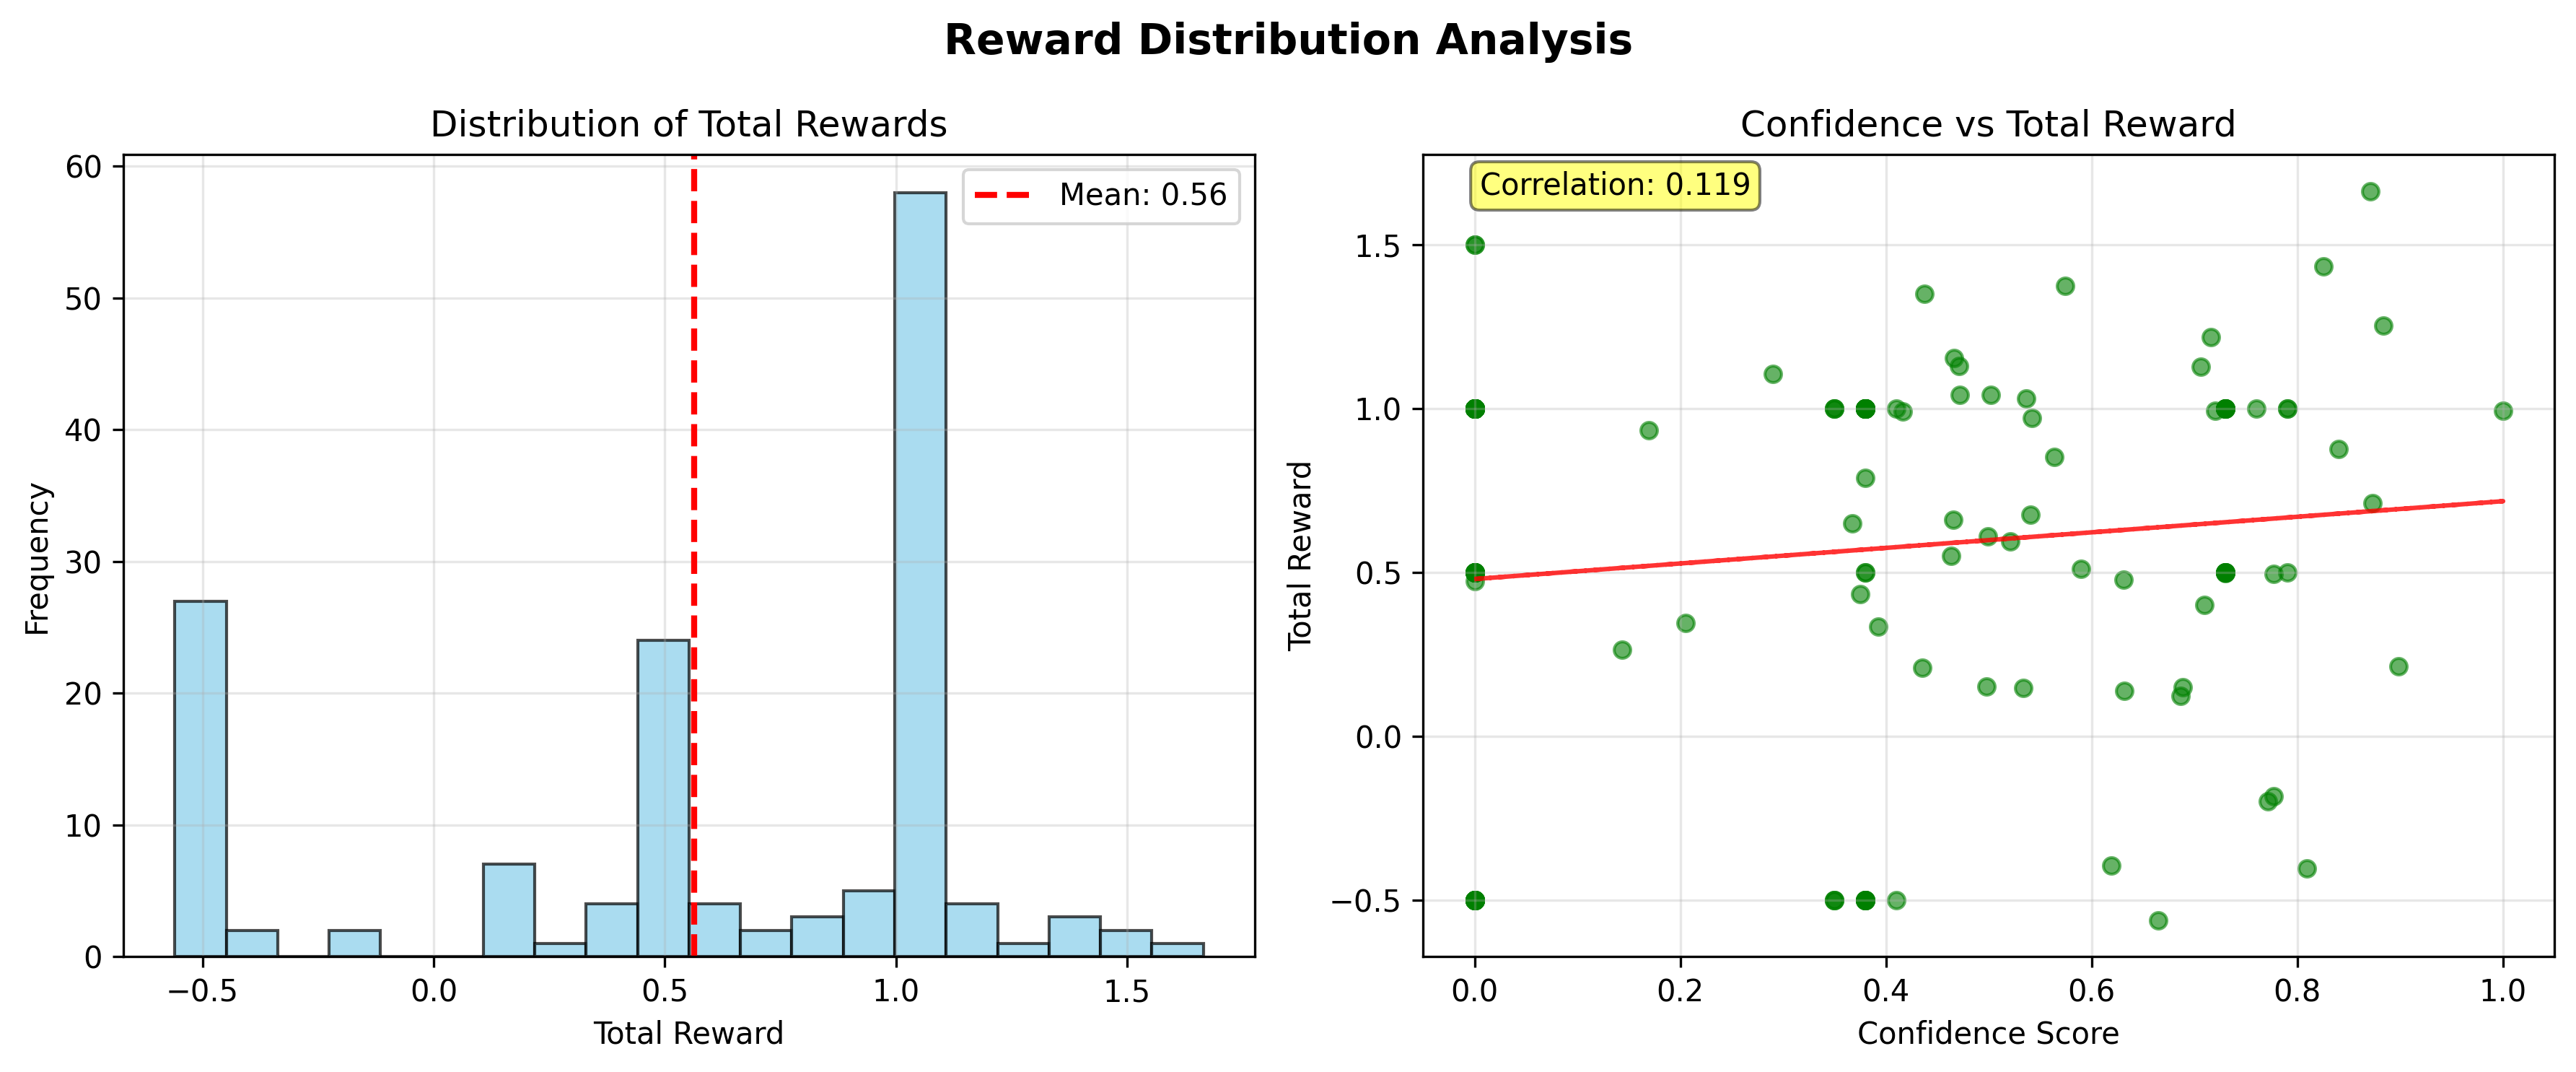 Reward Distribution Analysis
Distribution of Total Rewards
Mean: 0.56
Frequency
60
50
40
30
20
10
0
−0.5
0.0
0.5
1.0
1.5
Total Reward
Confidence vs Total Reward
Correlation: 0.119
Total Reward
1.5
1.0
0.5
0.0
−0.5
0.0
0.2
0.4
0.6
0.8
1.0
Confidence Score